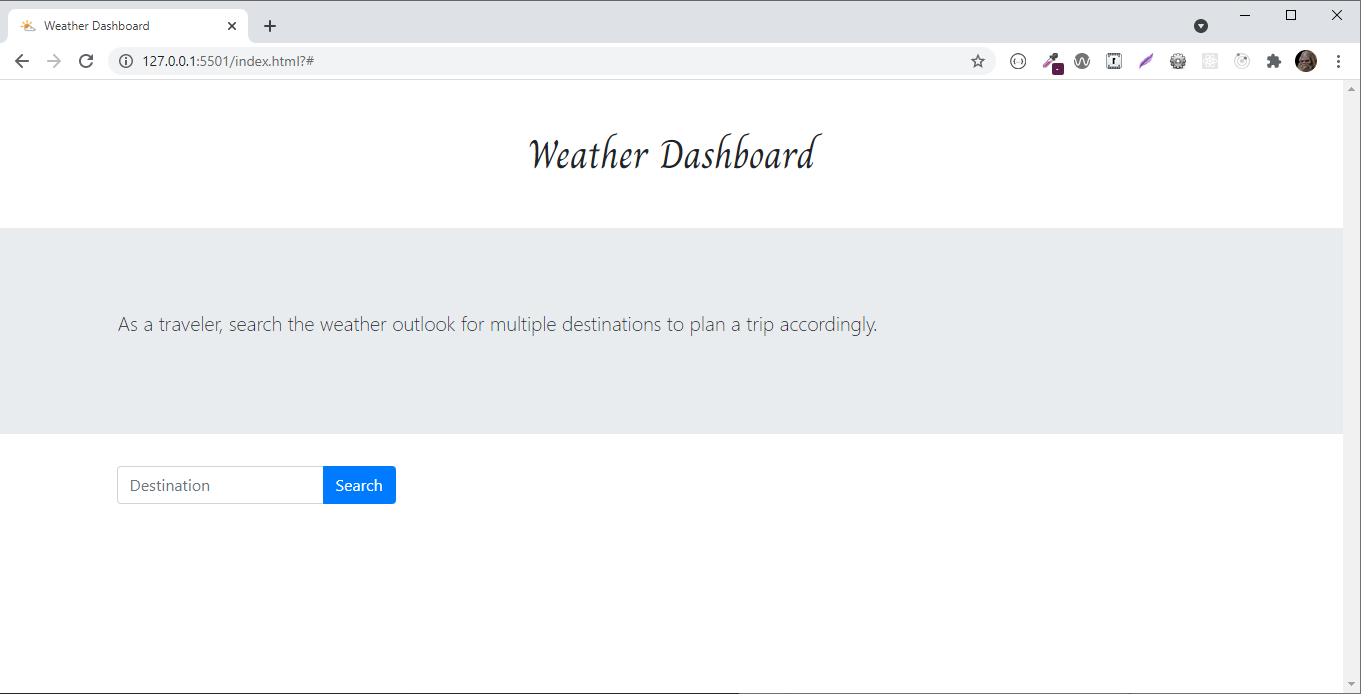 Weather Dashboard
127.0.0.1:5501/index.html?#
Weather Dashboard
As a traveler, search the weather outlook for multiple destinations to plan a trip accordingly.
Destination
Search